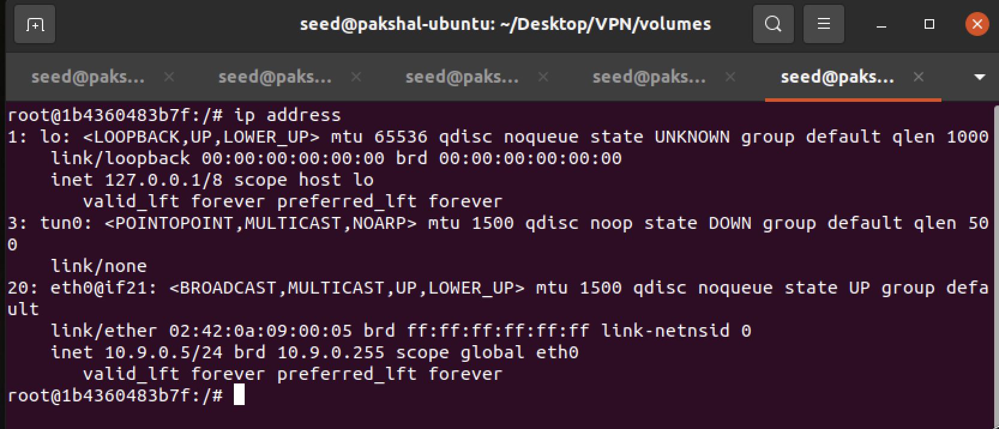 seed@pakshal-ubuntu: ~/Desktop/VPN/volumes
seed@paks... seed@paks... seed@paks... seed@paks... seed@paks...
root@1b4360483b7f:/# ip address
1: lo: <LOOPBACK,UP,LOWER_UP> mtu 65536 qdisc noqueue state UNKNOWN group default qlen 1000
    link/loopback 00:00:00:00:00:00 brd 00:00:00:00:00:00
    inet 127.0.0.1/8 scope host lo
       valid_lft forever preferred_lft forever
3: tun0: <POINTOPOINT,MULTICAST,NOARP> mtu 1500 qdisc noop state DOWN group default qlen 50
0
    link/none
20: eth0@if21: <BROADCAST,MULTICAST,UP,LOWER_UP> mtu 1500 qdisc noqueue state UP group defa
ult
    link/ether 02:42:0a:09:00:05 brd ff:ff:ff:ff:ff:ff link-netnsid 0
    inet 10.9.0.5/24 brd 10.9.0.255 scope global eth0
       valid_lft forever preferred_lft forever
root@1b4360483b7f:/#